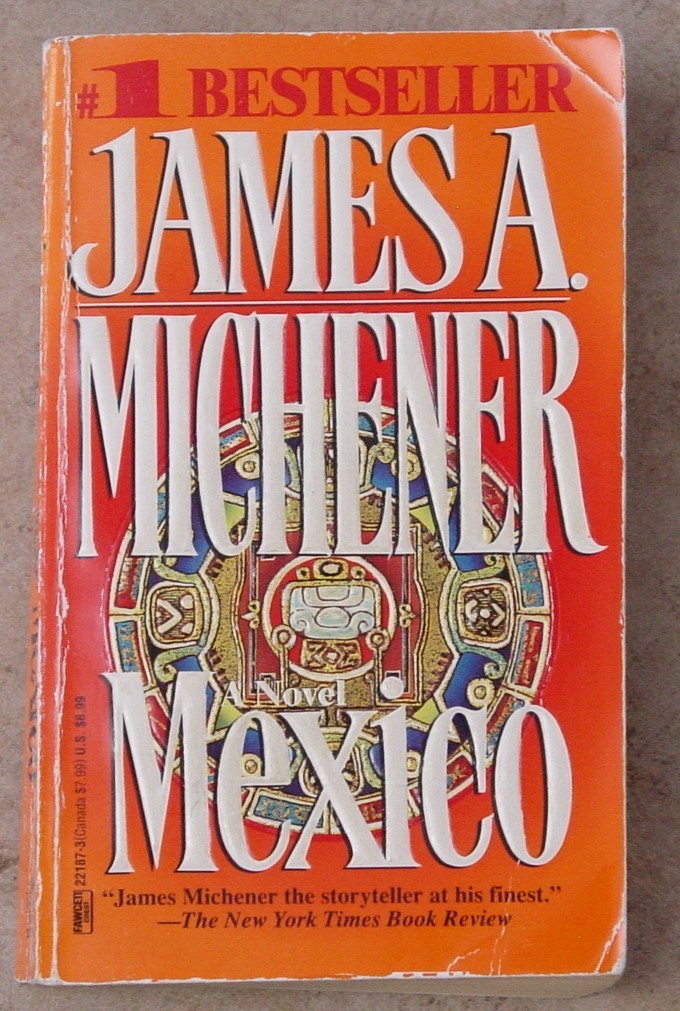 #1 BESTSELLER
JAMES A.
MICHENER
A Novel
Mexico
"James Michener the storyteller at his finest."
—The New York Times Book Review
FAWCETT
CREST
22187-3 (Canada $7.99) U.S. $6.99